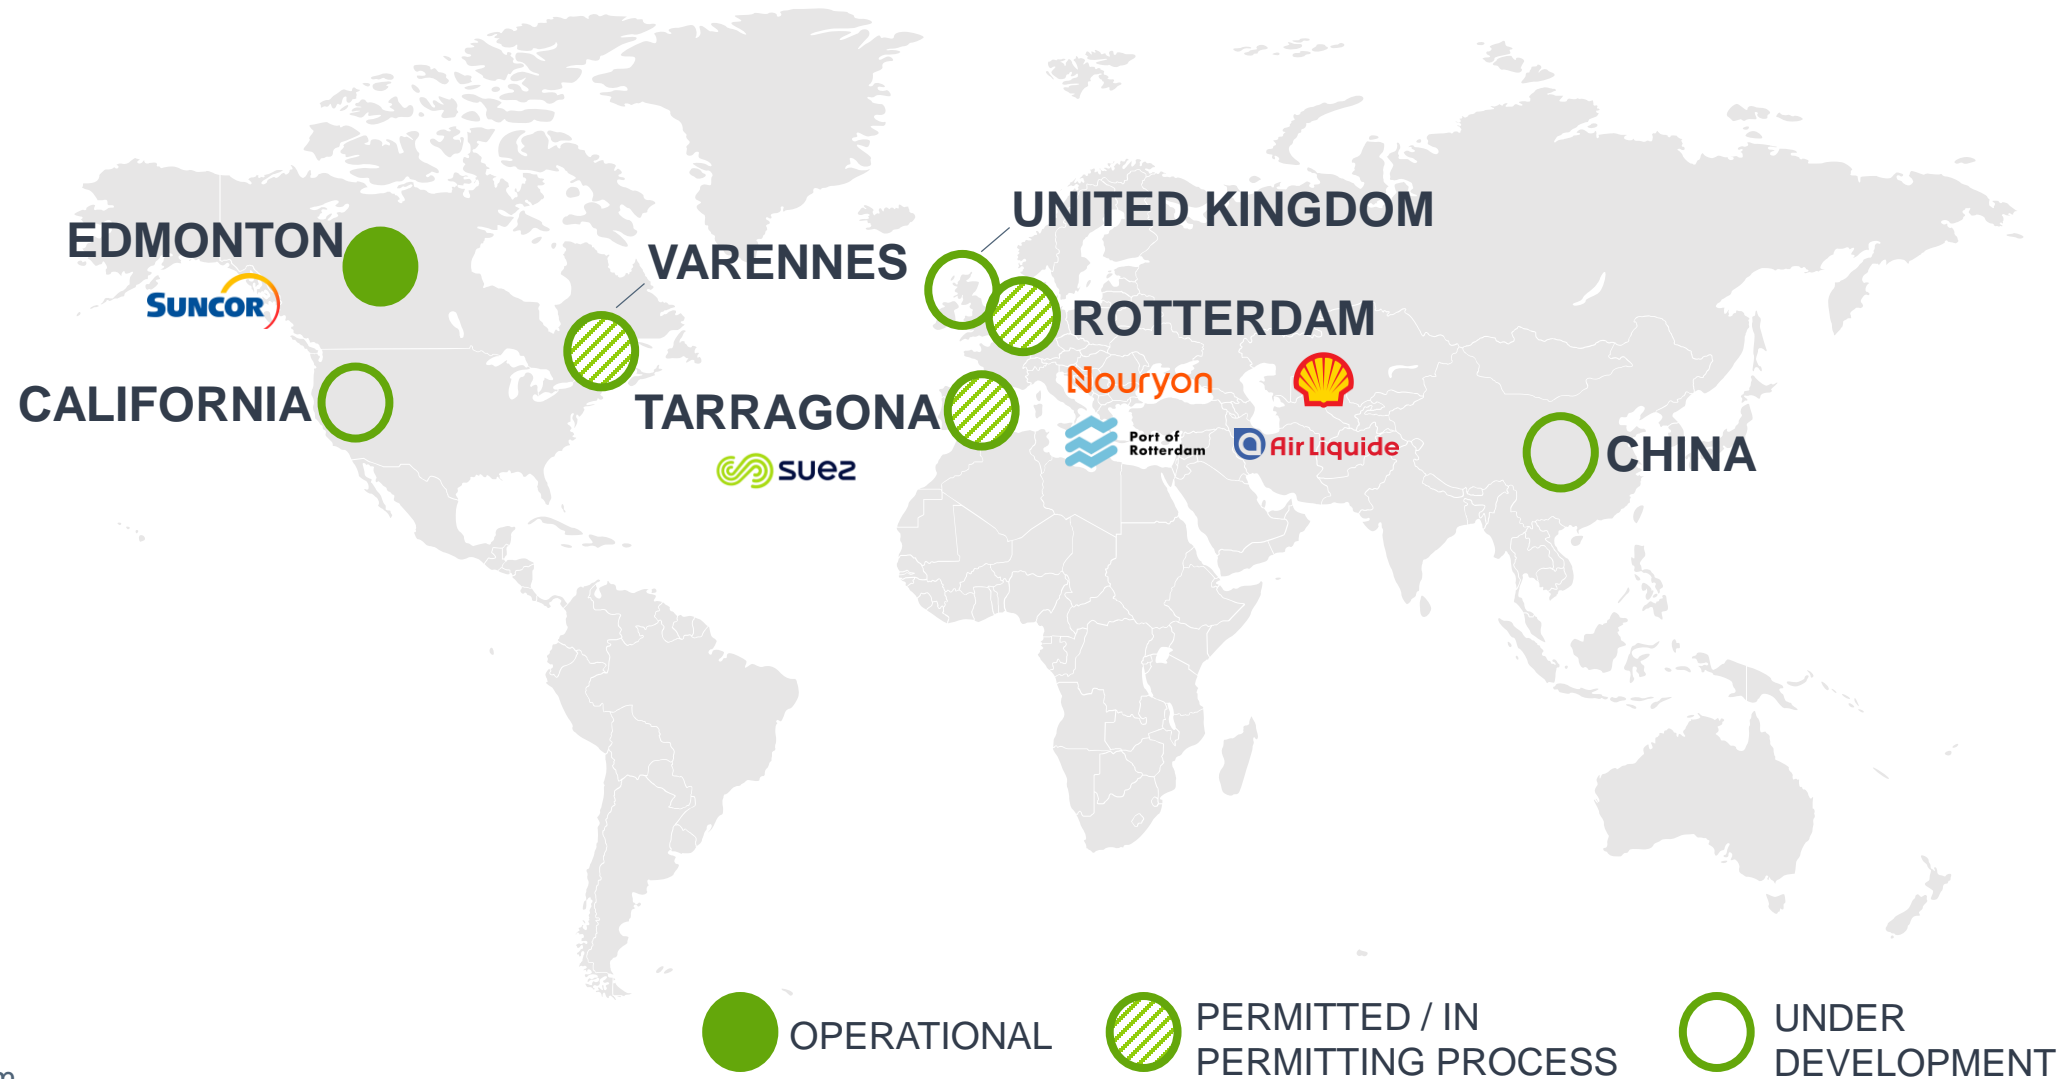 UNITED KINGDOM
EDMONTON
SUNCOR
VARENNES
ROTTERDAM
Nouryon
CALIFORNIA
TARRAGONA
suez
Port of
Rotterdam
Air Liquide
CHINA
OPERATIONAL
PERMITTED / IN
PERMITTING PROCESS
UNDER
DEVELOPMENT